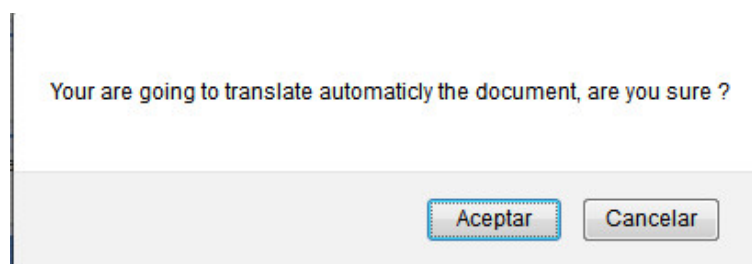 Your are going to translate automaticly the document, are you sure ?
Aceptar Cancelar